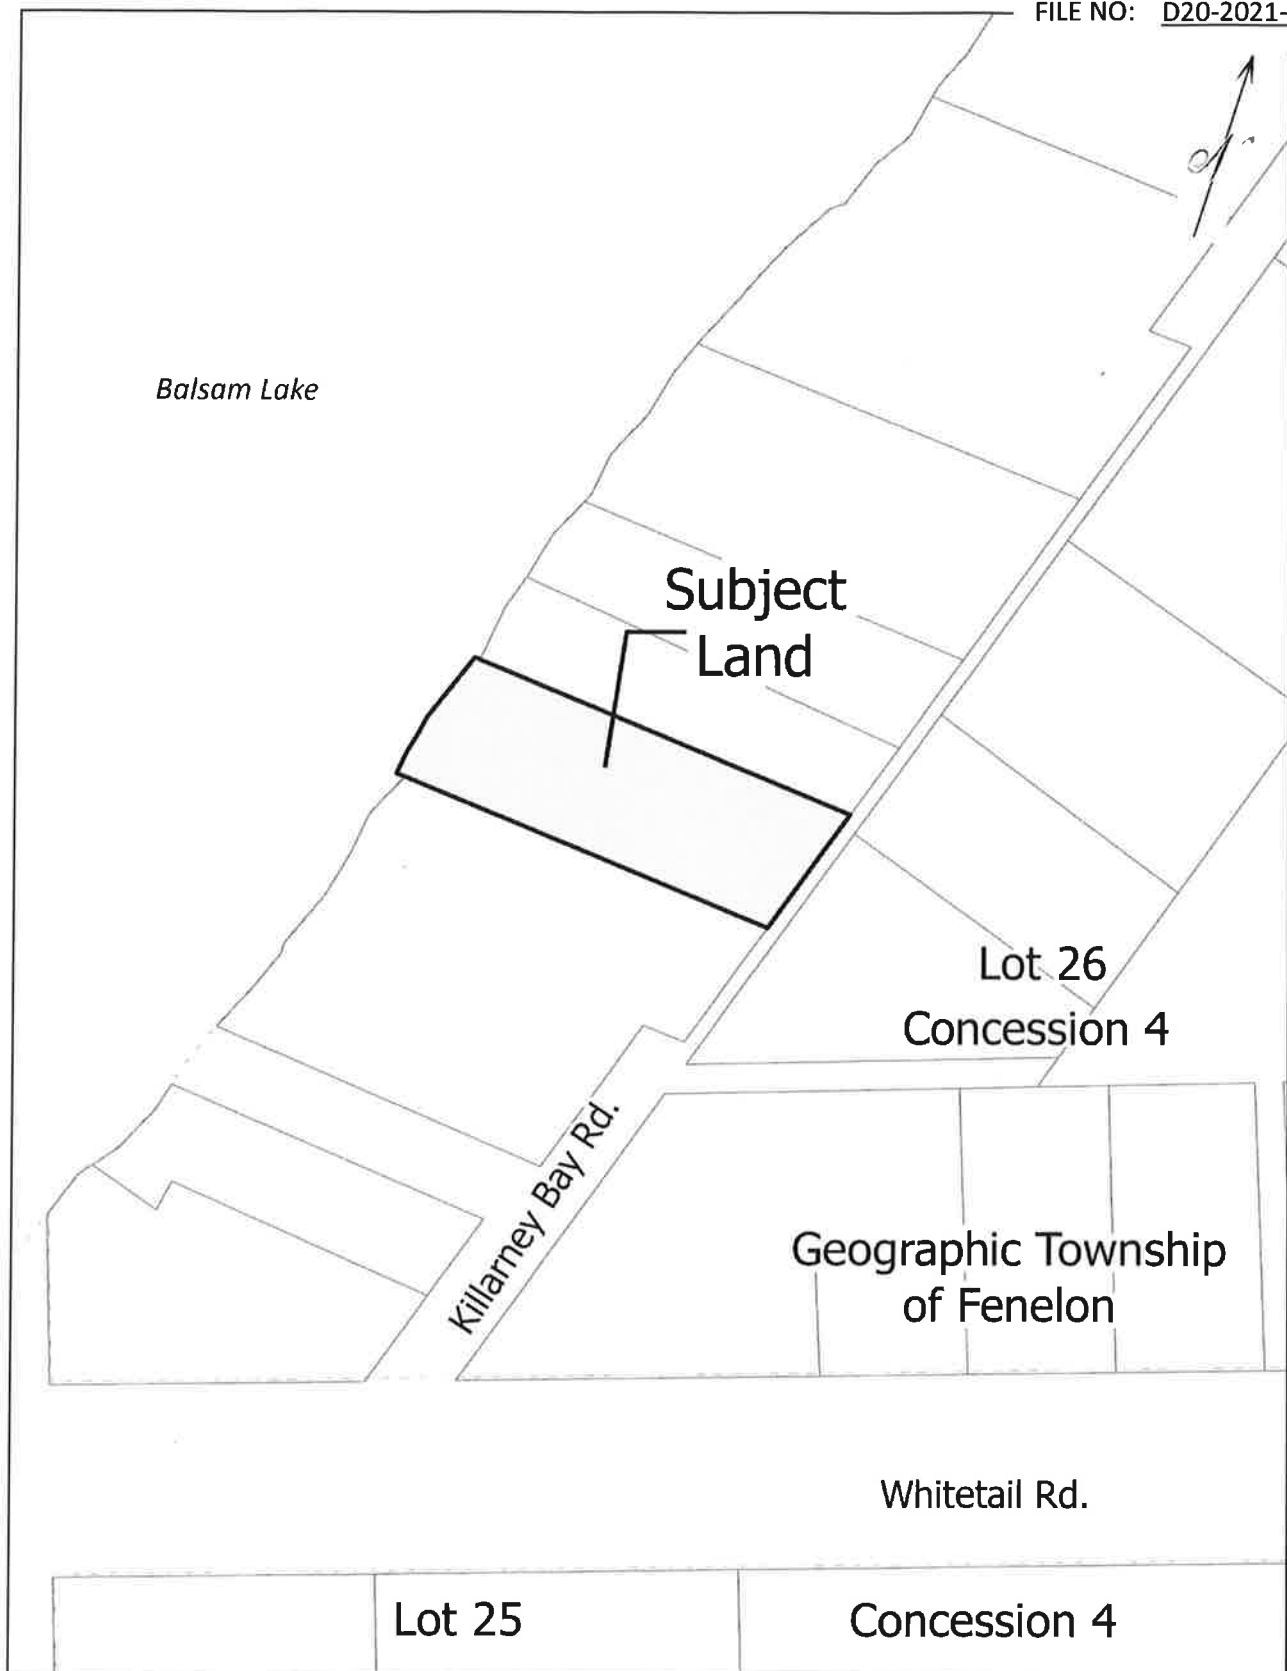 FILE NO: D20-2021-
Balsam Lake
Subject
Land
Lot 26
Concession 4
Killarney Bay Rd.
Geographic Township
of Fenelon
Whitetail Rd.
Lot 25
Concession 4